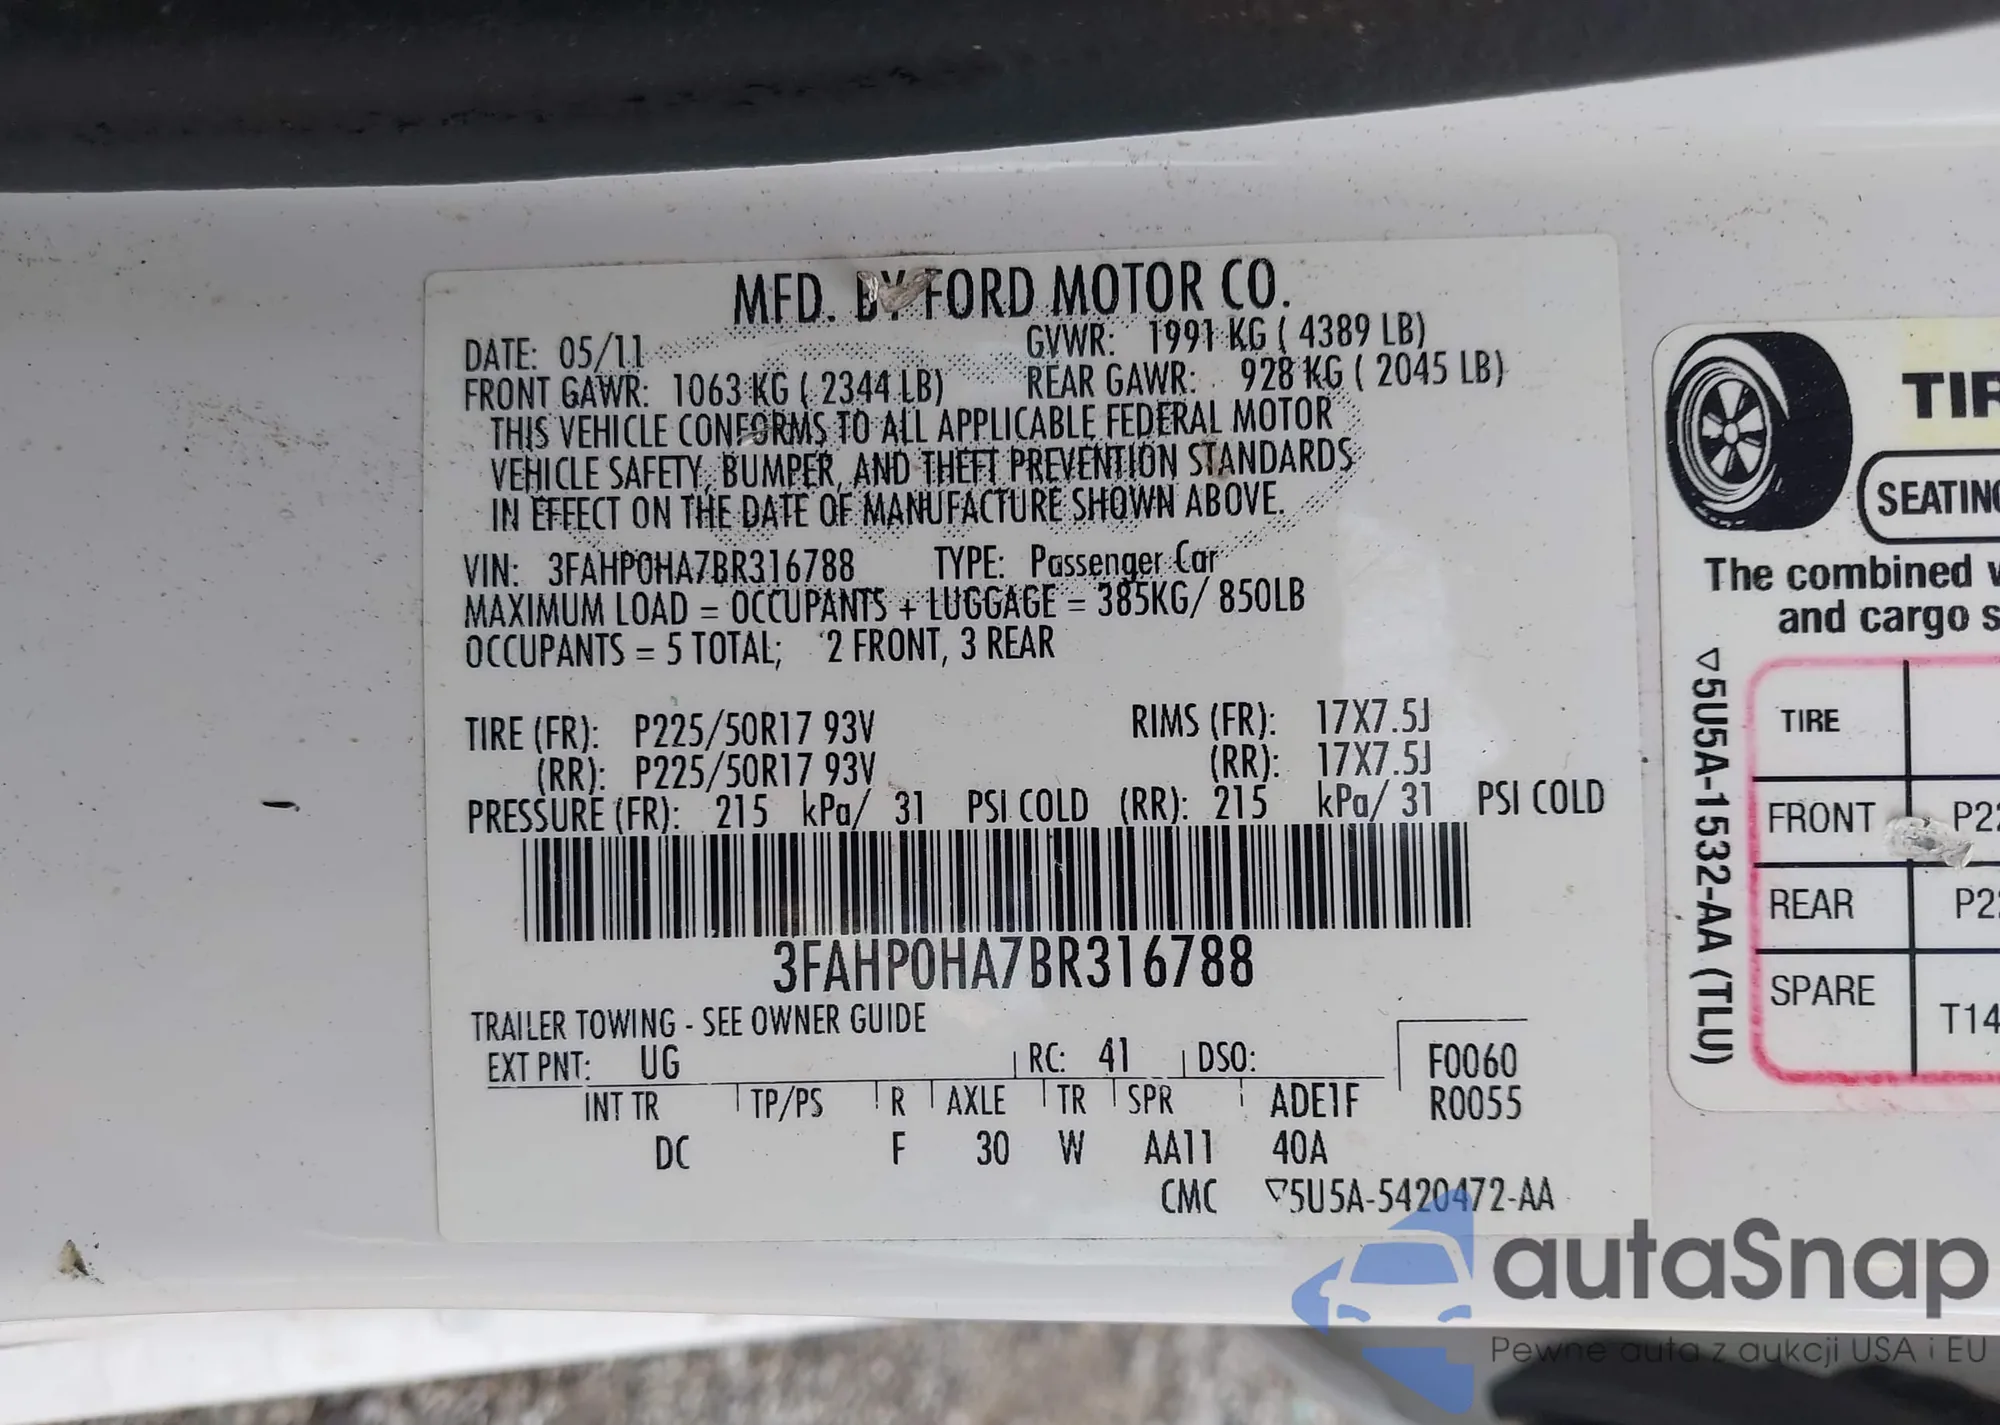 MFD. BY FORD MOTOR CO.
DATE: 05/11 GVWR: 1991 KG ( 4389 LB)
FRONT GAWR: 1063 KG ( 2344 LB) REAR GAWR: 928 KG ( 2045 LB)
THIS VEHICLE CONFORMS TO ALL APPLICABLE FEDERAL MOTOR
VEHICLE SAFETY, BUMPER, AND THEFT PREVENTION STANDARDS
IN EFFECT ON THE DATE OF MANUFACTURE SHOWN ABOVE.
VIN: 3FAHP0HA7BR316788 TYPE: Passenger Car
MAXIMUM LOAD = OCCUPANTS + LUGGAGE = 385KG/ 850LB
OCCUPANTS = 5 TOTAL; 2 FRONT, 3 REAR
TIRE (FR): P225/50R17 93V RIMS (FR): 17X7.5J
(RR): P225/50R17 93V (RR): 17X7.5J
PRESSURE (FR): 215 kPa/ 31 PSI COLD (RR): 215 kPa/ 31 PSI COLD
3FAHP0HA7BR316788
TRAILER TOWING - SEE OWNER GUIDE
EXT PNT: UG RC: 41 DSO: F0060
INT TR TP/PS R AXLE TR SPR ADE1F R0055
DC F 30 W AA11 40A
CMC ▽5U5A-5420472-AA
TIR
SEATING
The combined w
and cargo s
▽5U5A-1532-AA (TLU)
TIRE
FRONT P22
REAR P22
SPARE T14
autaSnap
Pewne auta z aukcji USA i EU